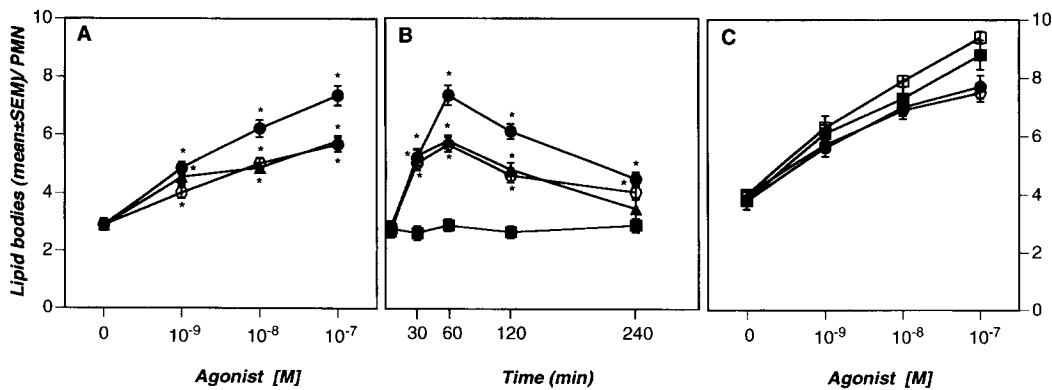 A
B
C
Lipid bodies (mean±SEM)/ PMN
10
8
6
4
2
0
10
8
6
4
2
0
0 10⁻⁹ 10⁻⁸ 10⁻⁷
30 60 120 240
0 10⁻⁹ 10⁻⁸ 10⁻⁷
Agonist [M]
Time (min)
Agonist [M]